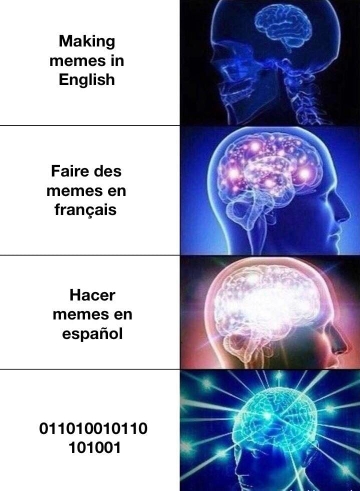 Making
memes in
English
Faire des
memes en
français
Hacer
memes en
español
011010010110
101001